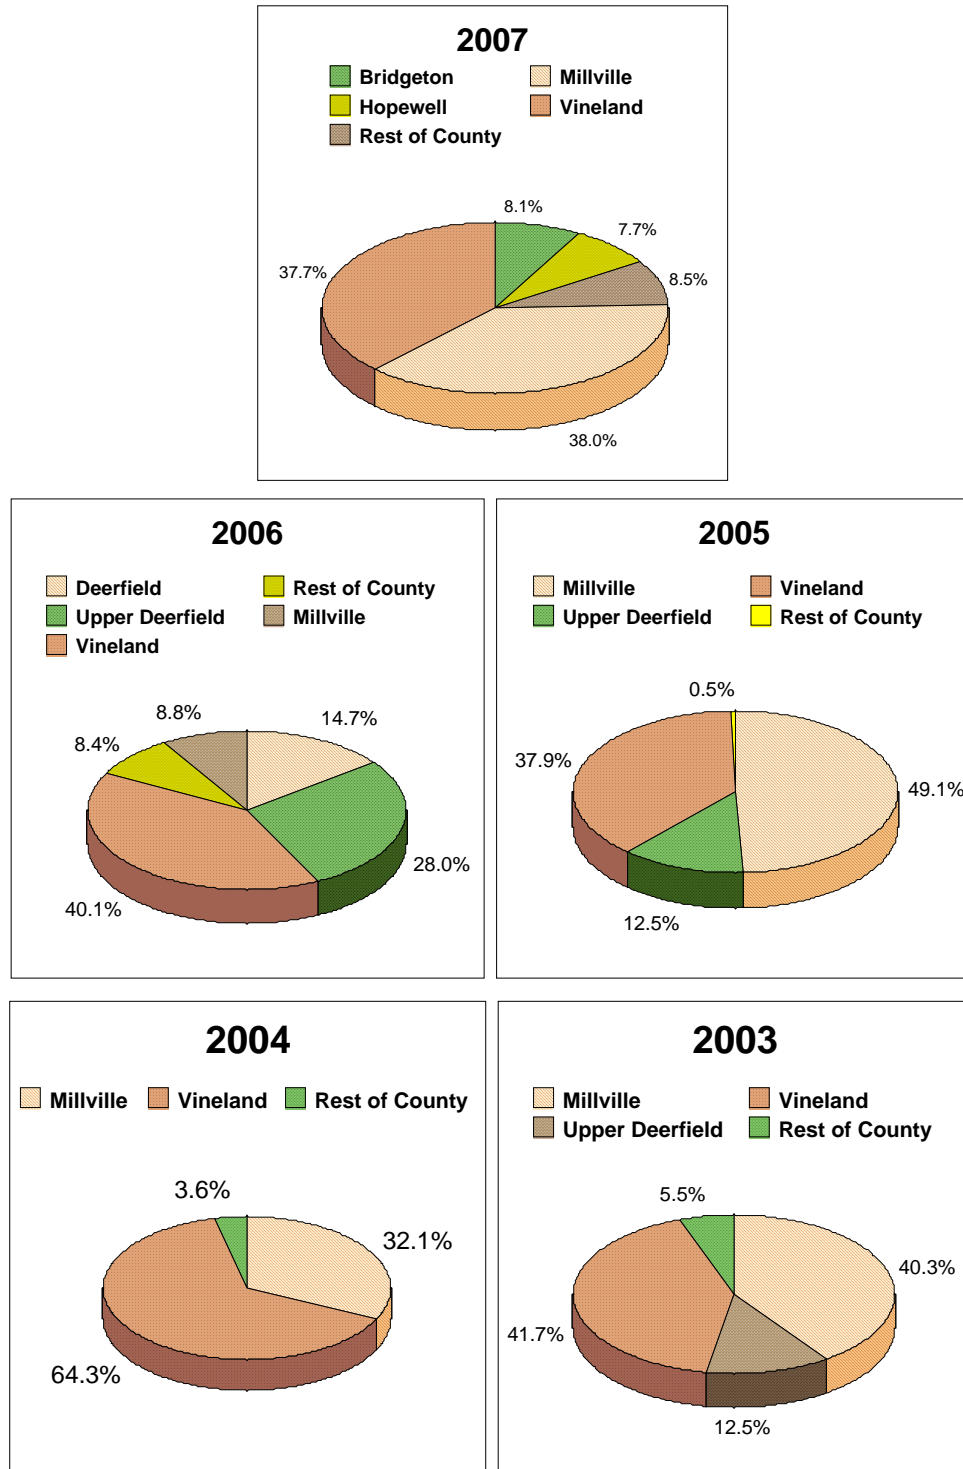 2007
Bridgeton Millville
Hopewell Vineland
Rest of County
8.1%
7.7%
37.7%
8.5%
38.0%
2006
Deerfield Rest of County
Upper Deerfield Millville
Vineland
8.8%
14.7%
8.4%
28.0%
40.1%
2005
Millville Vineland
Upper Deerfield Rest of County
0.5%
37.9%
49.1%
12.5%
2004
Millville Vineland Rest of County
3.6%
32.1%
64.3%
2003
Millville Vineland
Upper Deerfield Rest of County
5.5%
40.3%
41.7%
12.5%